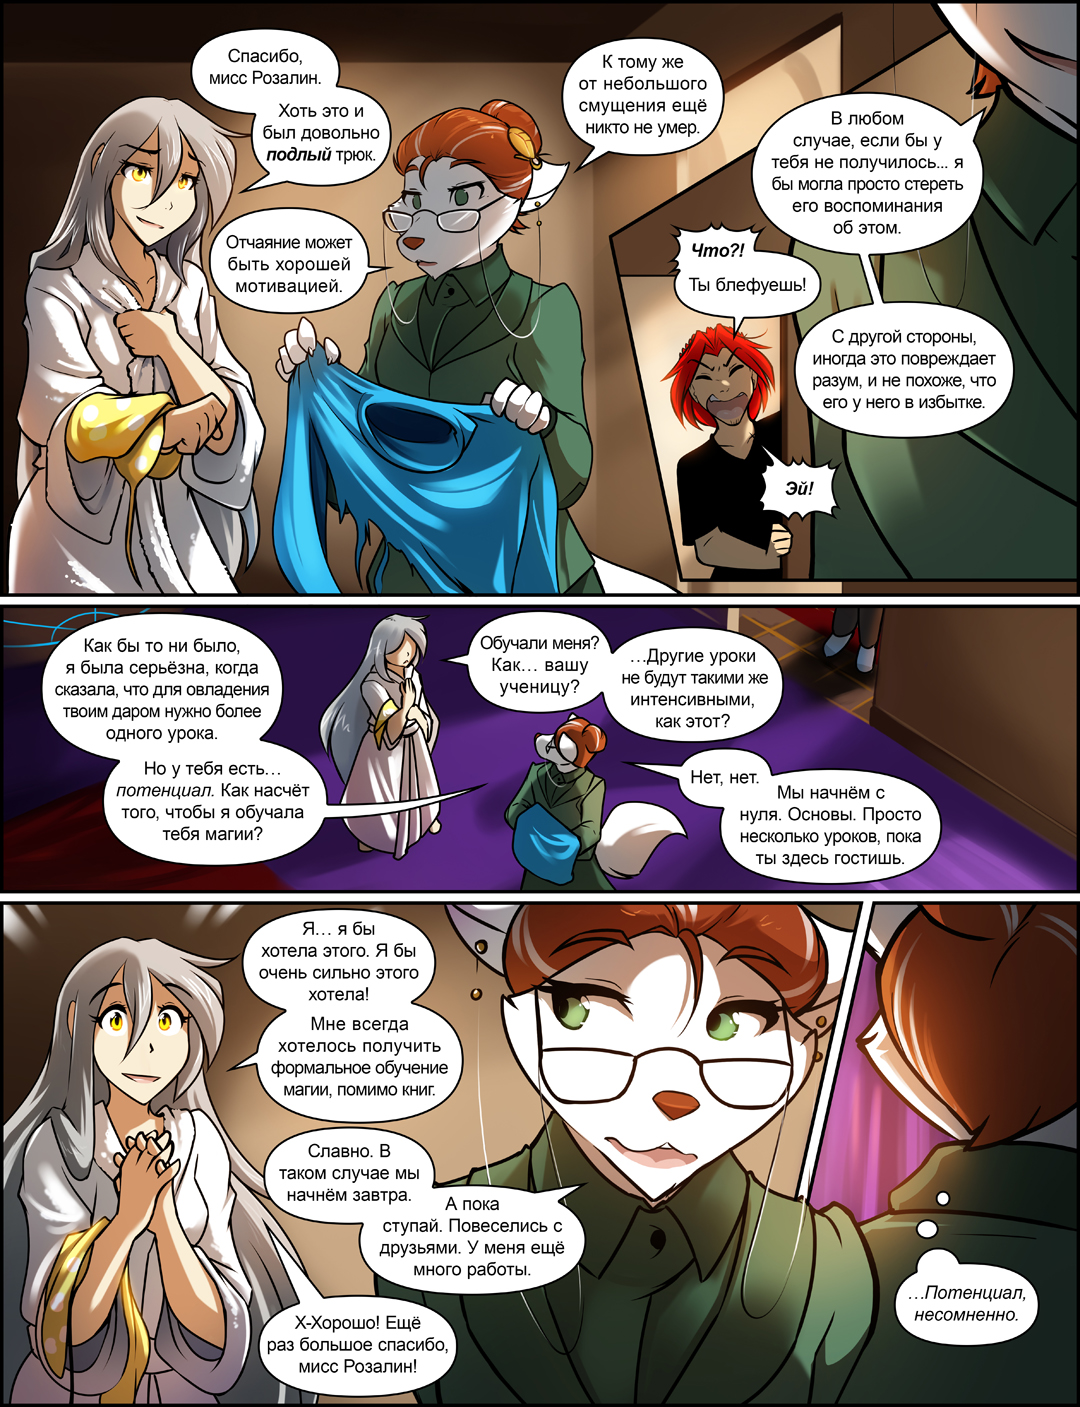 Спасибо,
мисс Розалин.
Хоть это и
был довольно
подлый трюк.
Отчаяние может
быть хорошей
мотивацией.
К тому же
от небольшого
смущения ещё
никто не умер.
В любом
случае, если бы у
тебя не получилось... я
бы могла просто стереть
его воспоминания
об этом.
Что?!
Ты блефуешь!
С другой стороны,
иногда это повреждает
разум, и не похоже, что
его у него в избытке.
Эй!
Как бы то ни было,
я была серьёзна, когда
сказала, что для овладения
твоим даром нужно более
одного урока.
Но у тебя есть…
потенциал. Как насчёт
того, чтобы я обучала
тебя магии?
Обучали меня?
Как… вашу
ученицу?
…Другие уроки
не будут такими же
интенсивными,
как этот?
Нет, нет.
Мы начнём с
нуля. Основы. Просто
несколько уроков, пока
ты здесь гостишь.
Я… я бы
хотела этого. Я бы
очень сильно этого
хотела!
Мне всегда
хотелось получить
формальное обучение
магии, помимо книг.
Славно. В
таком случае мы
начнём завтра.
А пока
ступай. Повеселись с
друзьями. У меня ещё
много работы.
Х-Хорошо! Ещё
раз большое спасибо,
мисс Розалин!
…Потенциал,
несомненно.